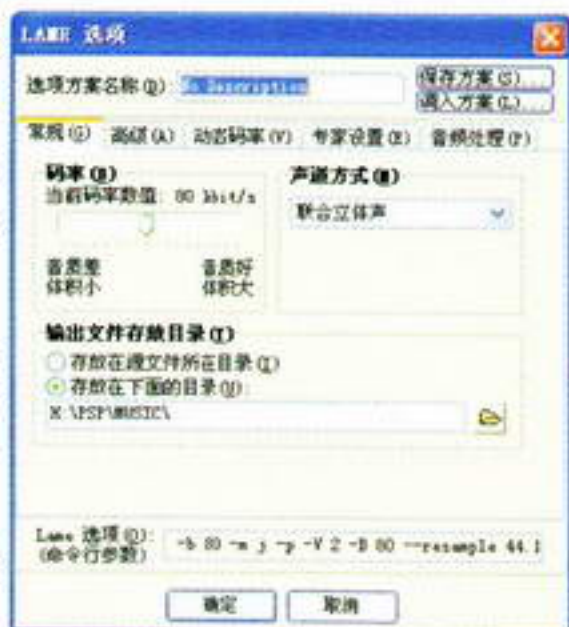 LAME 选项
选项方案名称(D): No Description
保存方案(S)...
调入方案(L)...
常规(G) 高级(A) 动态码率(V) 专家设置(E) 音频处理(P)
码率(B)
当前码率数值: 80 kbit/s
音质差 音质好
体积小 体积大
声道方式(M)
联合立体声
输出文件存放目录(T)
存放在源文件所在目录(I)
存放在下面的目录(U):
K:\PSP\MUSIC\
Lame 选项(O):
(命令行参数)
-b 80 -m j -p -V 2 -B 80 --resample 44.1
确定 取消